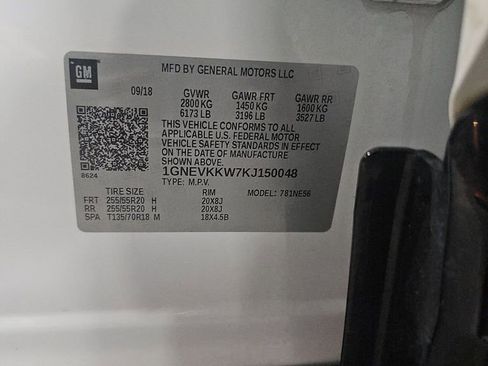 GM
MFD BY GENERAL MOTORS LLC
09/18 GVWR GAWR FRT GAWR RR
2800 KG 1450 KG 1600 KG
6173 LB 3196 LB 3527 LB
THIS VEHICLE CONFORMS TO ALL
APPLICABLE U.S. FEDERAL MOTOR
VEHICLE SAFETY STANDARDS IN EFFECT
ON THE DATE OF MANUFACTURE SHOWN ABOVE.
8624 1GNEVKKW7KJ150048
TYPE: M.P.V.
TIRE SIZE RIM MODEL: 781NE56
FRT 255/55R20 H 20X8J
RR 255/55R20 H 20X8J
SPA T135/70R18 M 18X4.5B